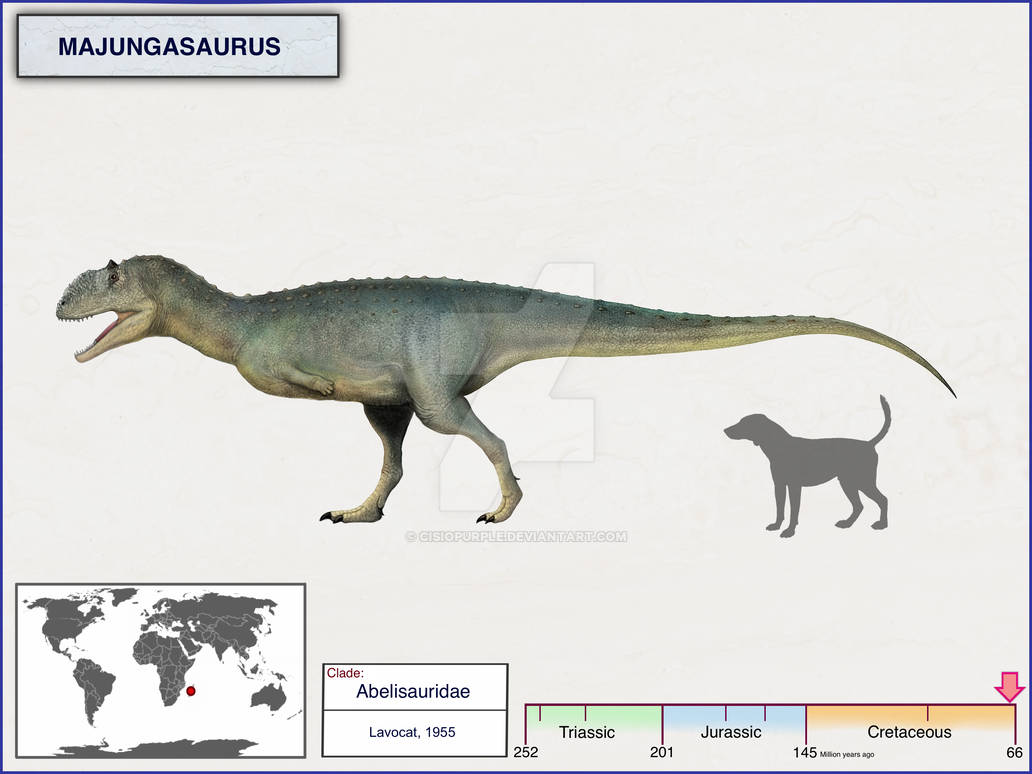 MAJUNGASAURUS
© CISIOPURPLE.DEVIANTART.COM
Clade:
Abelisauridae
Lavocat, 1955
Triassic
Jurassic
Cretaceous
252
201
145 Million years ago
66